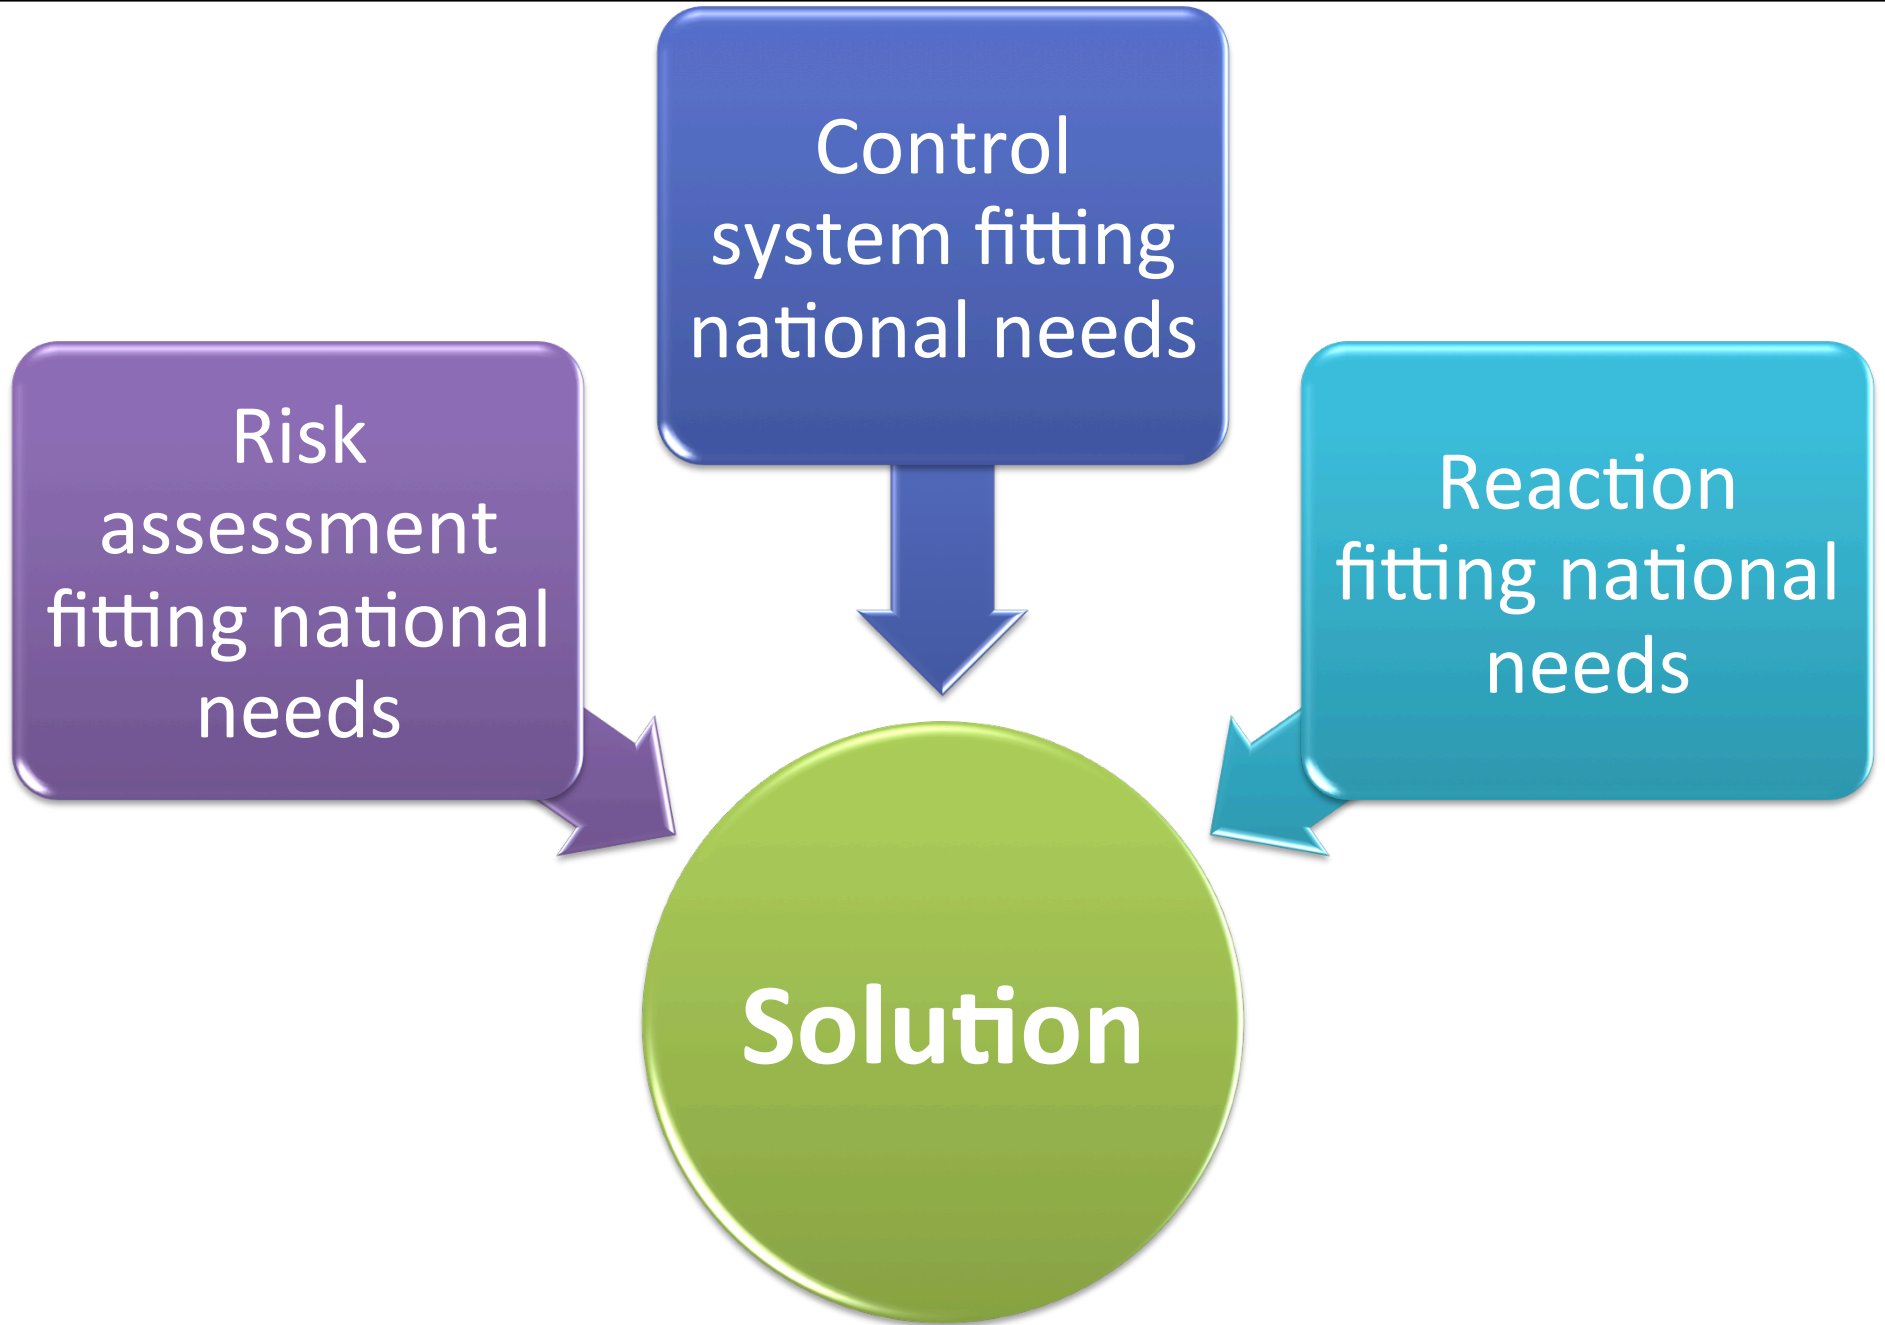 Control
system fitting
national needs
Risk
assessment
fitting national
needs
Reaction
fitting national
needs
Solution